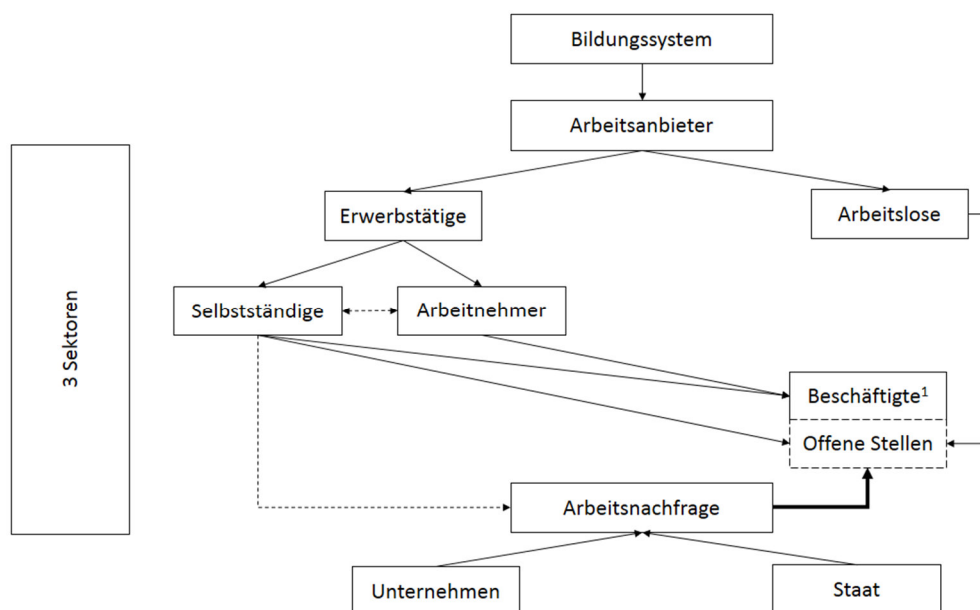 Bildungssystem
Arbeitsanbieter
Erwerbstätige
Arbeitslose
Selbstständige
Arbeitnehmer
3 Sektoren
Beschäftigte¹
Offene Stellen
Arbeitsnachfrage
Unternehmen
Staat